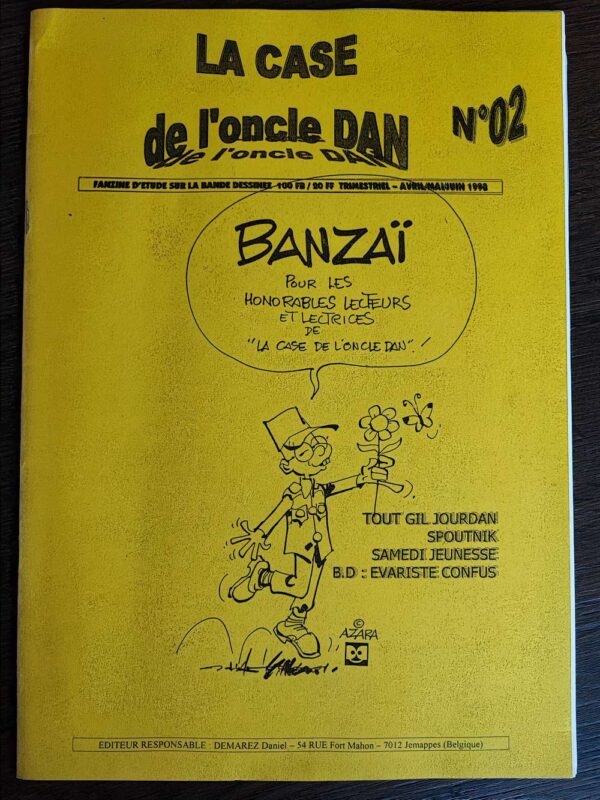 LA CASE
de l'oncle DAN
N°02
FANZINE D'ETUDE SUR LA BANDE DESSINEE 100 FB / 20 FF TRIMESTRIEL – AVRIL/MAI/JUIN 1998
BANZAÏ
POUR LES
HONORABLES LECTEURS
ET LECTRICES
DE
"LA CASE DE L'ONCLE DAN".!
TOUT GIL JOURDAN
SPOUTNIK
SAMEDI JEUNESSE
B.D : EVARISTE CONFUS
©
AZARA
EDITEUR RESPONSABLE : DEMAREZ Daniel – 54 RUE Fort Mahon – 7012 Jemappes (Belgique)